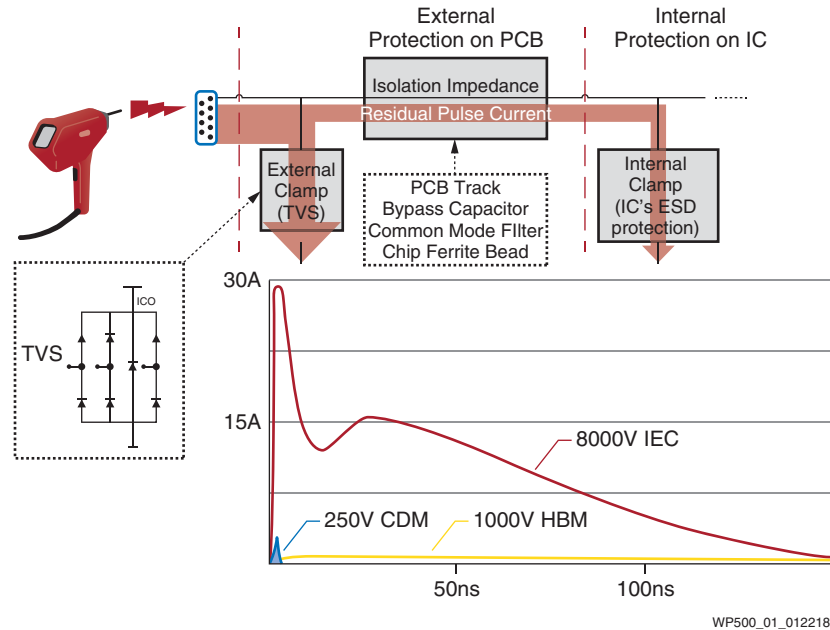 External
Protection on PCB
Internal
Protection on IC
Isolation Impedance
Residual Pulse Current
External
Clamp
(TVS)
PCB Track
Bypass Capacitor
Common Mode FIlter
Chip Ferrite Bead
Internal
Clamp
(IC's ESD
protection)
TVS
ICO
30A
15A
8000V IEC
250V CDM
1000V HBM
50ns
100ns
WP500_01_012218